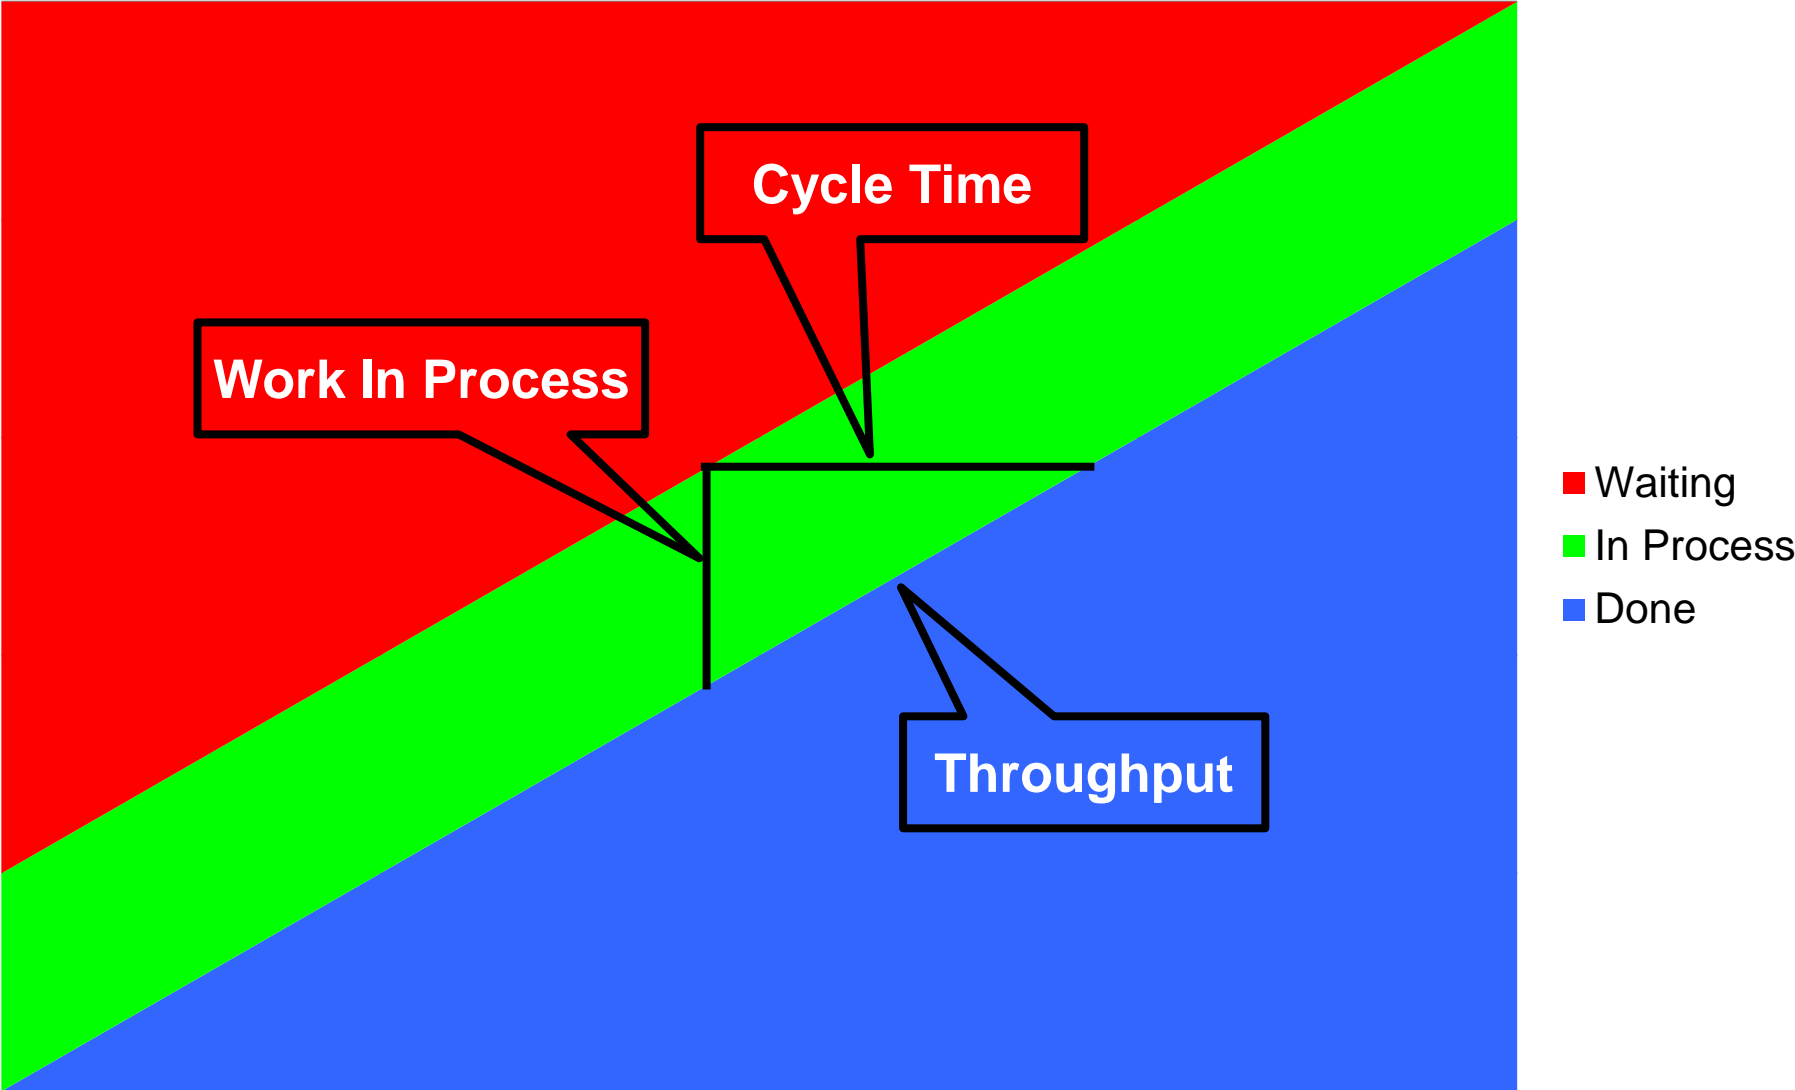 Cycle Time
Work In Process
Throughput
Waiting
In Process
Done